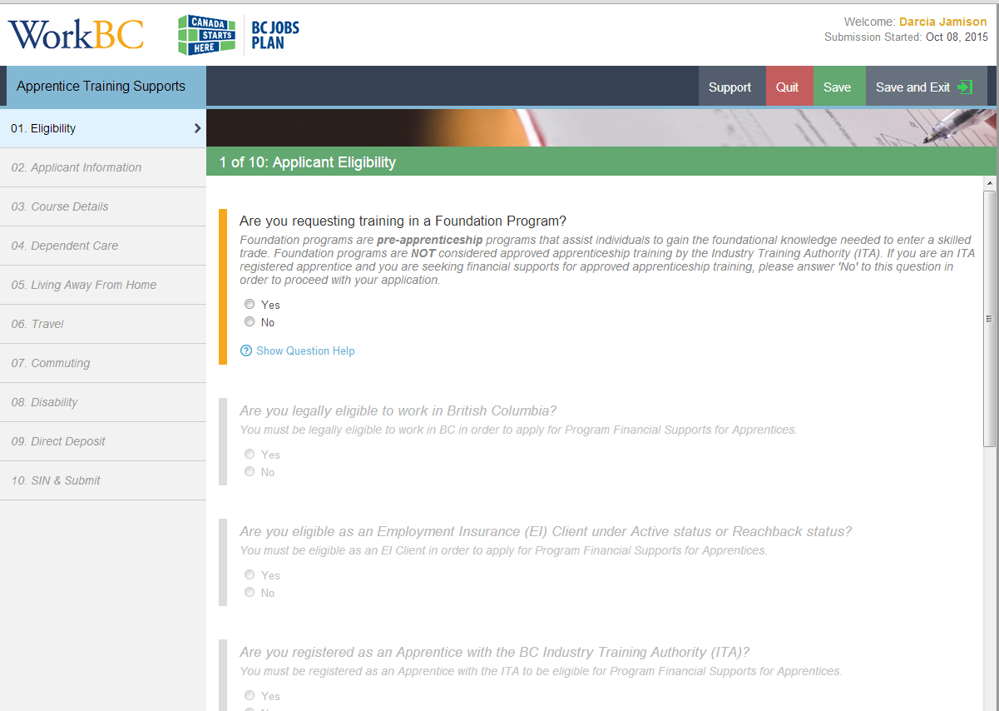 WorkBC
CANADA
STARTS
HERE
BC JOBS
PLAN
Welcome: Darcia Jamison
Submission Started: Oct 08, 2015
Apprentice Training Supports
Support
Quit
Save
Save and Exit
01. Eligibility
02. Applicant Information
03. Course Details
04. Dependent Care
05. Living Away From Home
06. Travel
07. Commuting
08. Disability
09. Direct Deposit
10. SIN & Submit
1 of 10: Applicant Eligibility
Are you requesting training in a Foundation Program?
Foundation programs are pre-apprenticeship programs that assist individuals to gain the foundational knowledge needed to enter a skilled
trade. Foundation programs are NOT considered approved apprenticeship training by the Industry Training Authority (ITA). If you are an ITA
registered apprentice and you are seeking financial supports for approved apprenticeship training, please answer 'No' to this question in
order to proceed with your application.
Yes
No
? Show Question Help
Are you legally eligible to work in British Columbia?
You must be legally eligible to work in BC in order to apply for Program Financial Supports for Apprentices.
Yes
No
Are you eligible as an Employment Insurance (EI) Client under Active status or Reachback status?
You must be eligible as an EI Client in order to apply for Program Financial Supports for Apprentices.
Yes
No
Are you registered as an Apprentice with the BC Industry Training Authority (ITA)?
You must be registered as an Apprentice with the ITA to be eligible for Program Financial Supports for Apprentices.
Yes